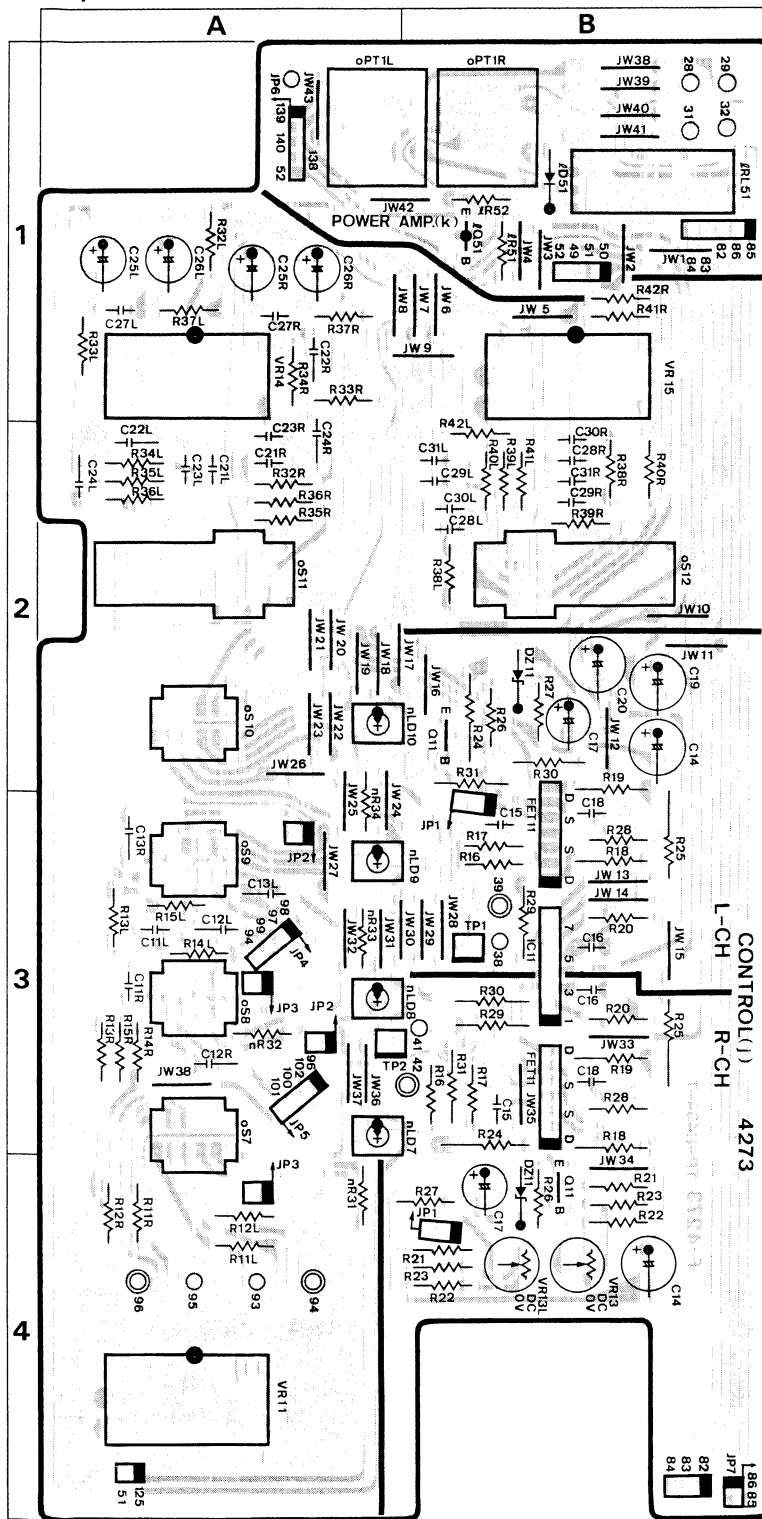 A
B
oPT1L
oPT1R
JW38
JW39
JW40
JW41
28
29
31
32
JW43
JP6
139
140
52
138
ℓD51
ℓRL51
JW42
ℓR52
POWER AMP.(k)
E
ℓQ51
B
ℓR51
JW4
JW3
52
49
51
50
JW2
JW1
82
86
85
84
83
1
R32L
C25L
C26L
C25R
C26R
C27L
R37L
C27R
R37R
JW8
JW7
JW6
JW 5
R42R
R41R
R33L
VR14
R34R
C22R
R33R
JW 9
VR15
C22L
C23R
C24R
R34L
C21R
R35L
R32R
C24L
R36L
C23L
C21L
R36R
R35R
R42L
C31L
C29L
R40L
R39L
R41L
C30R
C28R
C31R
C29R
R38R
R40R
C30L
C28L
R39R
R38L
oS11
oS12
JW10
2
JW21
JW 20
JW19
JW18
JW17
JW16
DZ11
C20
JW11
C19
oS10
JW23
JW22
nLD10
E
Q11
B
R24
R26
R27
C17
JW12
C14
JW26
R30
R31
R19
JW25
nR34
JW24
JP1
C15
FET11
D
S
S
D
C18
C13R
oS9
JP2
JW27
nLD9
R17
R16
R28
R18
R25
JW 13
C13L
JW 14
R13L
R15L
C11L
C12L
R14L
98
97
99
94
JP4
JW32
nR33
JW31
JW30
JW29
JW28
TP1
39
38
R29
IC11
7
5
3
1
R20
C16
JW15
CONTROL(j)
L-CH
R-CH
4273
3
C11R
oS8
JP3
JP2
nLD8
R30
R29
C16
R20
R25
R13R
R15R
R14R
nR32
96
102
100
101
JP5
41
TP2
42
JW33
R19
C12R
JW38
JW37
JW36
R16
R31
R17
C15
FET11
JW35
D
S
S
D
C18
R28
oS7
nLD7
R24
R18
JW34
JP3
nR31
R12R
R11R
R12L
R11L
R27
JP1
C17
DZ11
E
Q11
B
R26
R21
R23
R22
R21
R23
R22
VR13L
DC
0V
VR13
DC
0V
C14
96
95
93
94
4
VR11
51
125
84
83
82
JP7
86
85